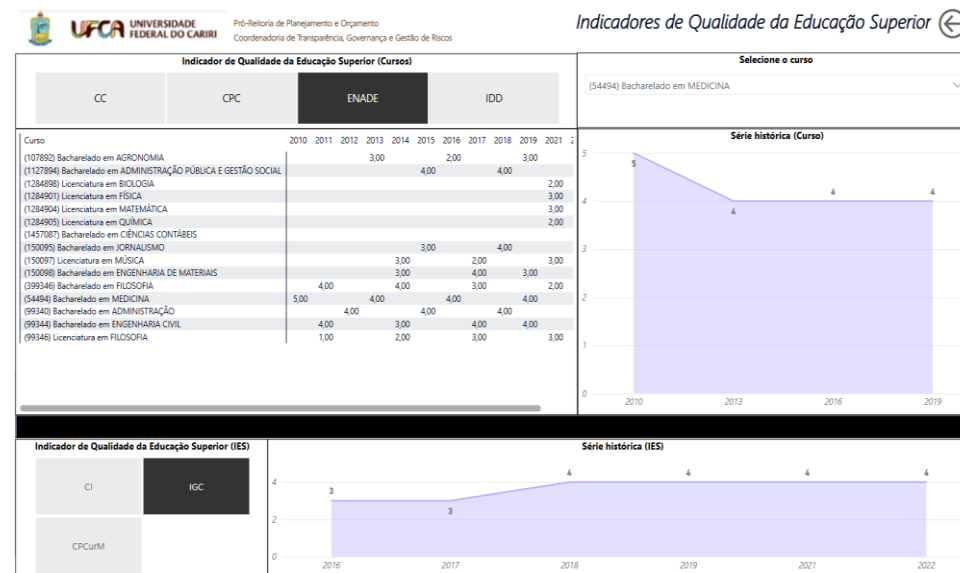 UFCA UNIVERSIDADE FEDERAL DO CARIRI
Pró-Reitoria de Planejamento e Orçamento
Coordenadoria de Transparência, Governança e Gestão de Riscos
Indicadores de Qualidade da Educação Superior
Indicador de Qualidade da Educação Superior (Cursos)
CC CPC ENADE IDD
Selecione o curso
(54494) Bacharelado em MEDICINA
Curso 2010 2011 2012 2013 2014 2015 2016 2017 2018 2019 2021 2
(107892) Bacharelado em AGRONOMIA 3,00 2,00 3,00
(1127894) Bacharelado em ADMINISTRAÇÃO PÚBLICA E GESTÃO SOCIAL 4,00 4,00
(1284898) Licenciatura em BIOLOGIA 2,00
(1284901) Licenciatura em FÍSICA 3,00
(1284904) Licenciatura em MATEMÁTICA 3,00
(1284905) Licenciatura em QUÍMICA 2,00
(1457087) Bacharelado em CIÊNCIAS CONTÁBEIS
(150095) Bacharelado em JORNALISMO 3,00 4,00
(150097) Licenciatura em MÚSICA 3,00 2,00 3,00
(150098) Bacharelado em ENGENHARIA DE MATERIAIS 3,00 4,00 3,00
(399346) Bacharelado em FILOSOFIA 4,00 4,00 3,00 2,00
(54494) Bacharelado em MEDICINA 5,00 4,00 4,00 4,00
(99340) Bacharelado em ADMINISTRAÇÃO 4,00 4,00 4,00
(99344) Bacharelado em ENGENHARIA CIVIL 4,00 3,00 4,00 4,00
(99346) Licenciatura em FILOSOFIA 1,00 2,00 3,00 3,00
Série histórica (Curso)
5
5
4 4
4
4
3
2
1
0
2010 2013 2016 2019
Indicador de Qualidade da Educação Superior (IES)
CI IGC
CPCurM
Série histórica (IES)
4 4 4 4
4
3
3
2
0
2016 2017 2018 2019 2021 2022